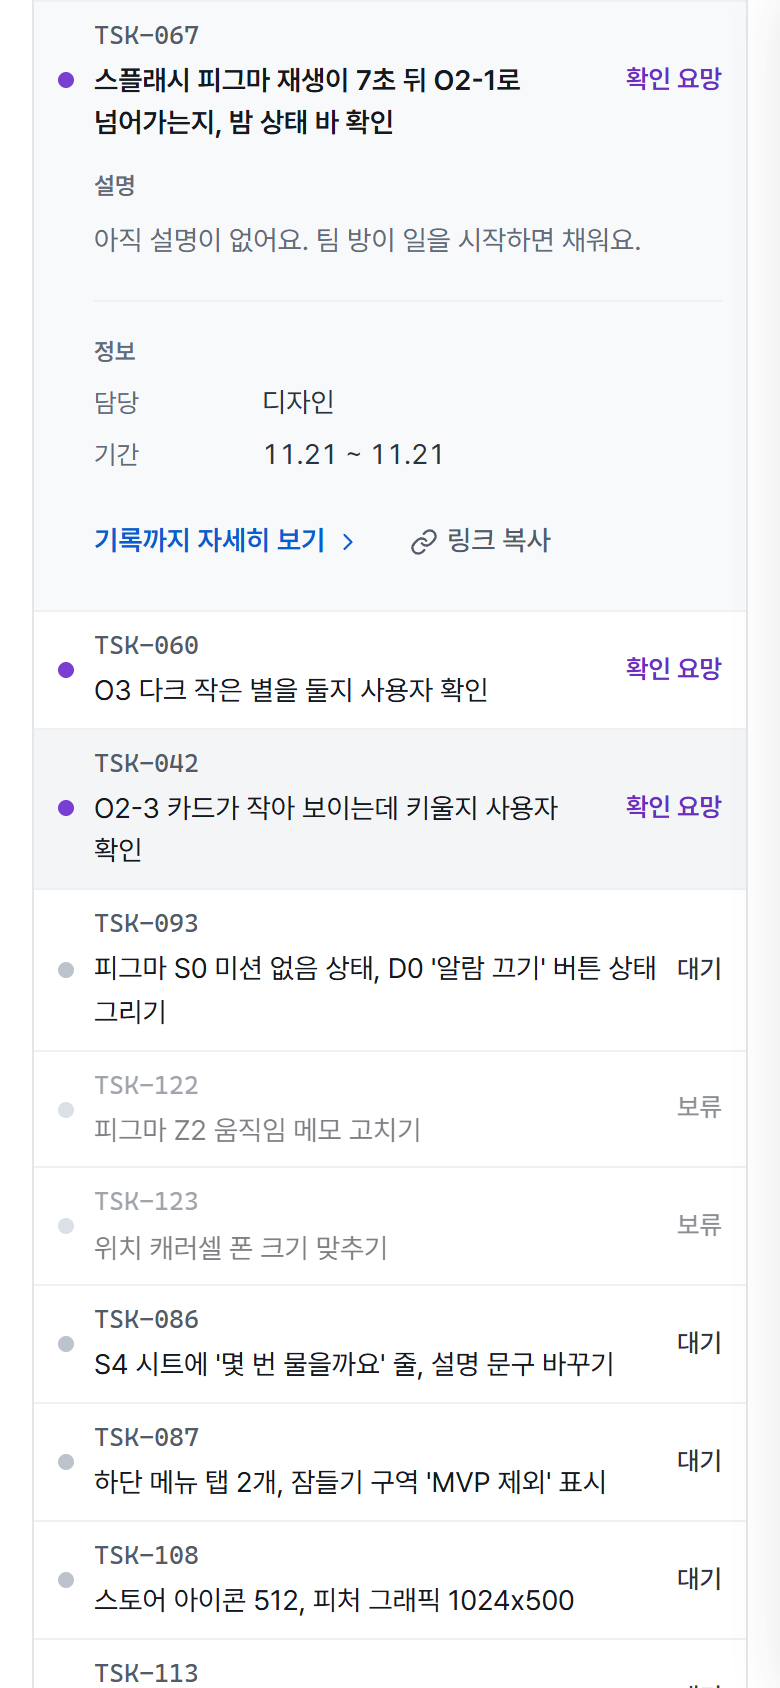 TSK-067
스플래시 피그마 재생이 7초 뒤 O2-1로
확인 요망
넘어가는지, 밤 상태 바 확인
설명
아직 설명이 없어요. 팀 방이 일을 시작하면 채워요.
정보
담당 디자인
기간 11.21 ~ 11.21
기록까지 자세히 보기 > 링크 복사
TSK-060
O3 다크 작은 별을 둘지 사용자 확인
확인 요망
TSK-042
O2-3 카드가 작아 보이는데 키울지 사용자
확인 요망
확인
TSK-093
피그마 S0 미션 없음 상태, D0 '알람 끄기' 버튼 상태
대기
그리기
TSK-122
피그마 Z2 움직임 메모 고치기
보류
TSK-123
위치 캐러셀 폰 크기 맞추기
보류
TSK-086
S4 시트에 '몇 번 물을까요' 줄, 설명 문구 바꾸기
대기
TSK-087
하단 메뉴 탭 2개, 잠들기 구역 'MVP 제외' 표시
대기
TSK-108
스토어 아이콘 512, 피처 그래픽 1024x500
대기
TSK-113